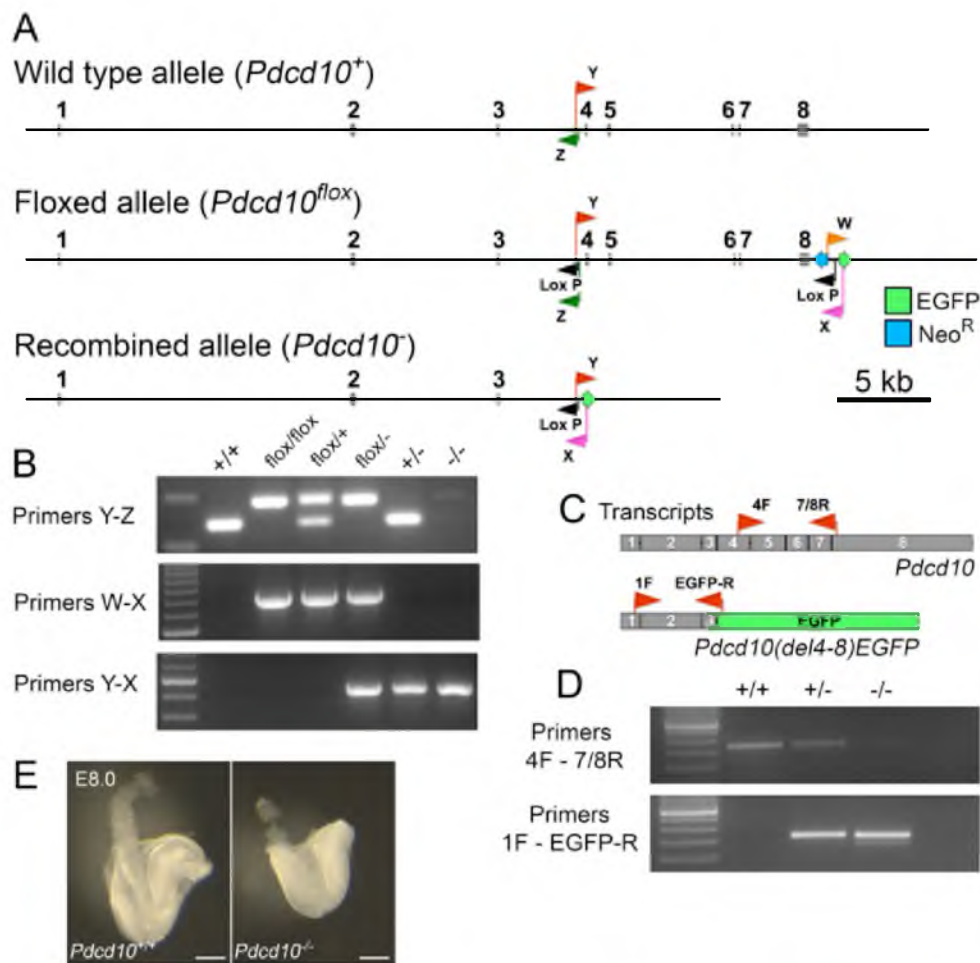 A
Wild type allele (Pdcd10+)
Y
1 2 3 4 5 6 7 8
Z
Floxed allele (Pdcd10flox)
Y
W
1 2 3 4 5 6 7 8
Lox P
Lox P
Z
X
EGFP
NeoR
Recombined allele (Pdcd10-)
Y
1 2 3
5 kb
Lox P
X
B
+/+ flox/flox flox/+ flox/- +/- -/-
Primers Y-Z
Primers W-X
Primers Y-X
C
Transcripts
4F 7/8R
1 2 3 4 5 6 7 8
Pdcd10
1F EGFP-R
1 2 3 EGFP
Pdcd10(del4-8)EGFP
D
+/+ +/- -/-
Primers
4F - 7/8R
Primers
1F - EGFP-R
E
E8.0
Pdcd10+/+
Pdcd10-/-